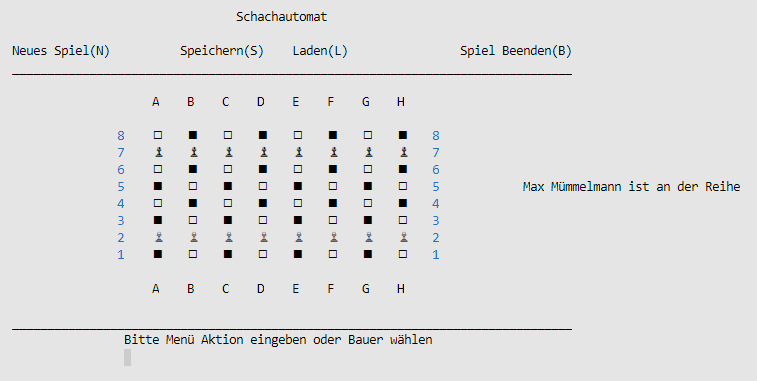 Schachautomat
Neues Spiel(N) Speichern(S) Laden(L) Spiel Beenden(B)
A B C D E F G H
8 □ ■ □ ■ □ ■ □ ■ 8
7 ♟ ♟ ♟ ♟ ♟ ♟ ♟ ♟ 7
6 □ ■ □ ■ □ ■ □ ■ 6
5 ■ □ ■ □ ■ □ ■ □ 5 Max Mümmelmann ist an der Reihe
4 □ ■ □ ■ □ ■ □ ■ 4
3 ■ □ ■ □ ■ □ ■ □ 3
2 ♟ ♟ ♟ ♟ ♟ ♟ ♟ ♟ 2
1 ■ □ ■ □ ■ □ ■ □ 1
A B C D E F G H
Bitte Menü Aktion eingeben oder Bauer wählen